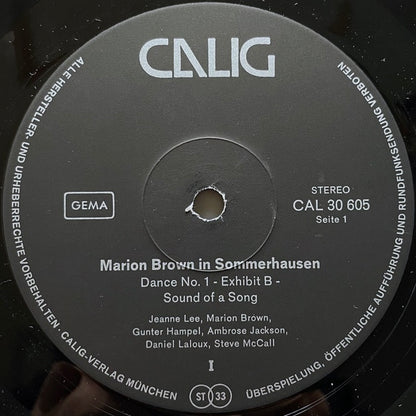 CALIG
GEMA
STEREO
CAL 30 605
Seite 1
Marion Brown in Sommerhausen
Dance No. 1 - Exhibit B -
Sound of a Song
Jeanne Lee, Marion Brown,
Gunter Hampel, Ambrose Jackson,
Daniel Laloux, Steve McCall
I
ST 33
ALLE HERSTELLER- UND URHEBERRECHTE VORBEHALTEN · CALIG-VERLAG MÜNCHEN
ÜBERSPIELUNG, ÖFFENTLICHE AUFFÜHRUNG UND RUNDFUNKSENDUNG VERBOTEN